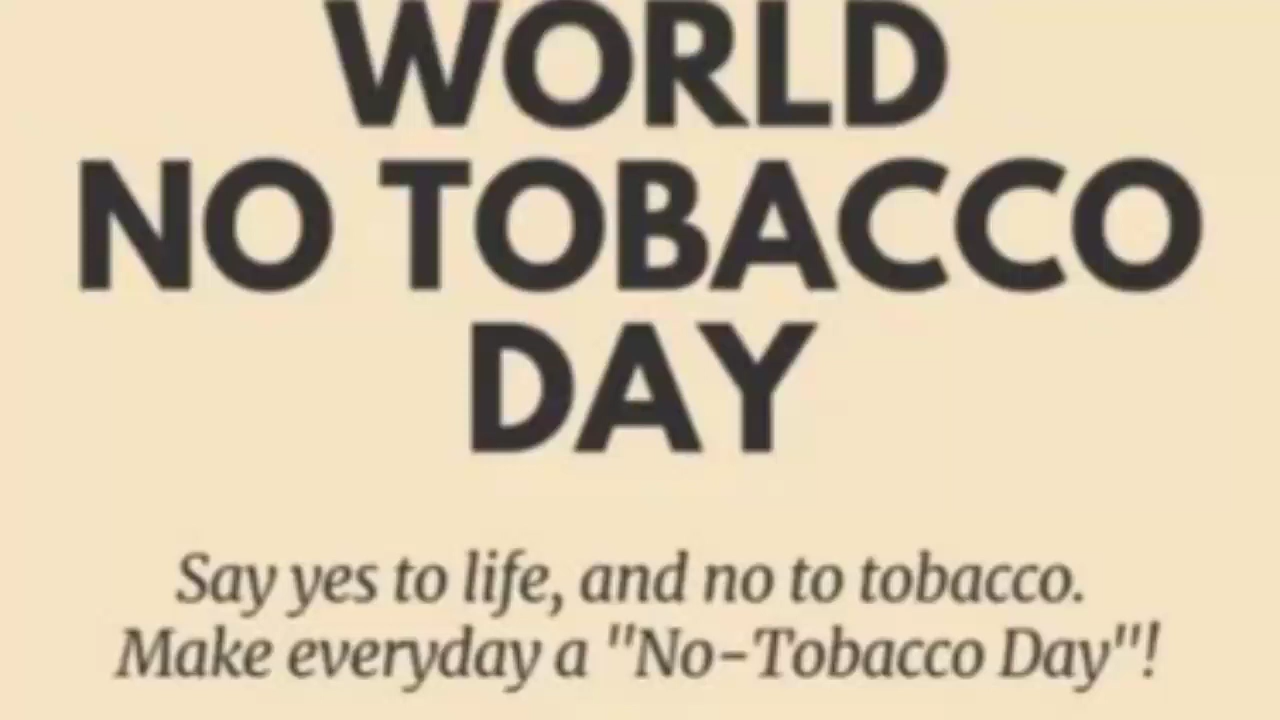 WORLD
NO TOBACCO
DAY
Say yes to life, and no to tobacco.
Make everyday a "No-Tobacco Day"!